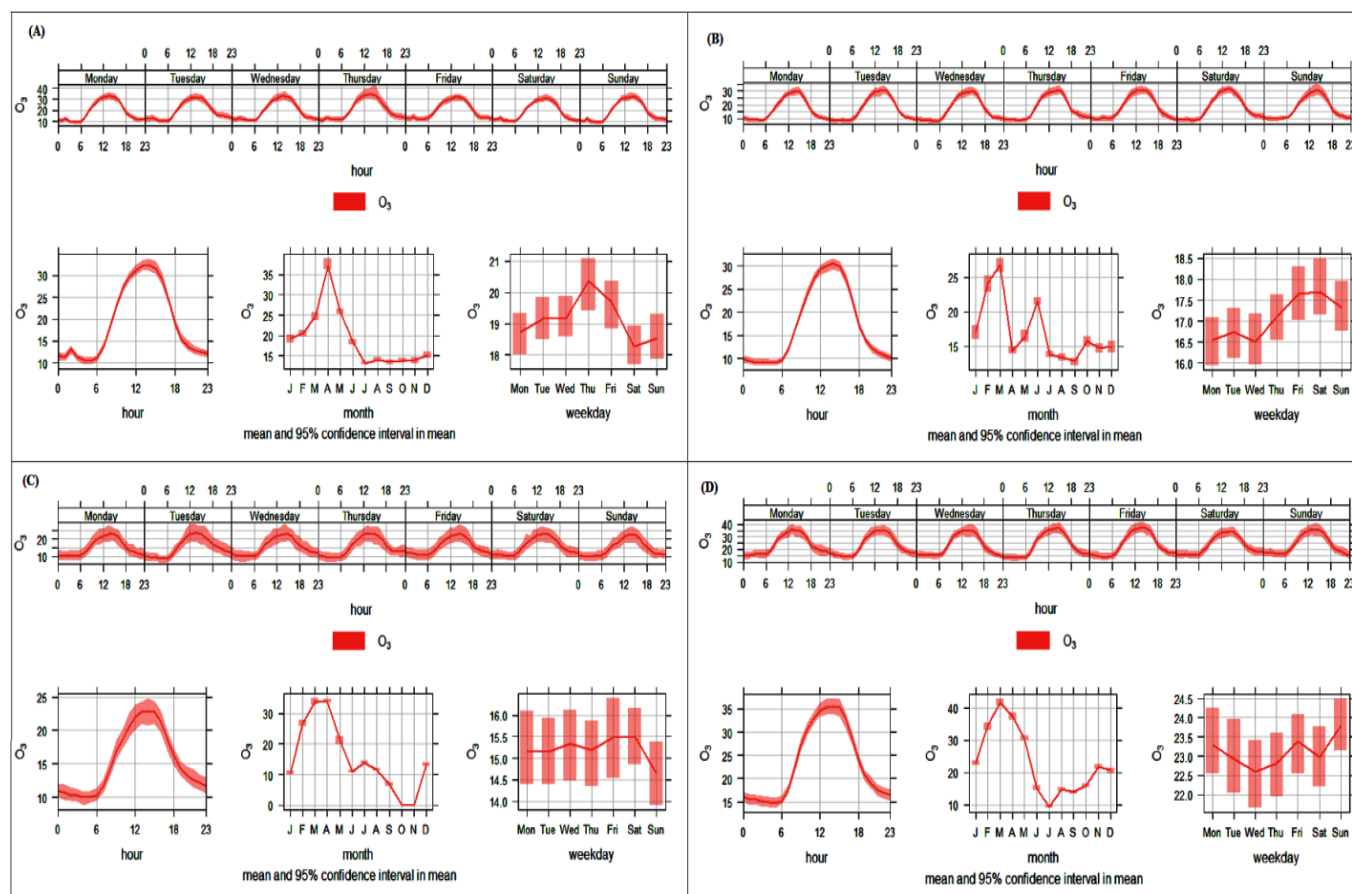 (A)
0 6 12 18 23 0 6 12 18 23 0 6 12 18 23
Monday Tuesday Wednesday Thursday Friday Saturday Sunday
O₃
40
30
20
10
0 6 12 18 23 0 6 12 18 23 0 6 12 18 23 0 6 12 18 23
hour
O₃
O₃
30
25
20
15
10
0 6 12 18 23
hour
O₃
35
30
25
20
15
J F M A M J J A S O N D
month
O₃
21
20
19
18
Mon Tue Wed Thu Fri Sat Sun
weekday
mean and 95% confidence interval in mean
(B)
0 6 12 18 23 0 6 12 18 23 0 6 12 18 23
Monday Tuesday Wednesday Thursday Friday Saturday Sunday
O₃
30
20
10
0 6 12 18 23 0 6 12 18 23 0 6 12 18 23 0 6 12 18 23
hour
O₃
O₃
30
25
20
15
10
0 6 12 18 23
hour
O₃
25
20
15
J F M A M J J A S O N D
month
O₃
18.5
18.0
17.5
17.0
16.5
16.0
Mon Tue Wed Thu Fri Sat Sun
weekday
mean and 95% confidence interval in mean
(C)
0 6 12 18 23 0 6 12 18 23 0 6 12 18 23
Monday Tuesday Wednesday Thursday Friday Saturday Sunday
O₃
20
10
0 6 12 18 23 0 6 12 18 23 0 6 12 18 23 0 6 12 18 23
hour
O₃
O₃
25
20
15
10
0 6 12 18 23
hour
O₃
30
20
10
0
J F M A M J J A S O N D
month
O₃
16.0
15.5
15.0
14.5
14.0
Mon Tue Wed Thu Fri Sat Sun
weekday
mean and 95% confidence interval in mean
(D)
0 6 12 18 23 0 6 12 18 23 0 6 12 18 23
Monday Tuesday Wednesday Thursday Friday Saturday Sunday
O₃
40
30
20
10
0 6 12 18 23 0 6 12 18 23 0 6 12 18 23 0 6 12 18 23
hour
O₃
O₃
35
30
25
20
15
0 6 12 18 23
hour
O₃
40
30
20
10
J F M A M J J A S O N D
month
O₃
24.5
24.0
23.5
23.0
22.5
22.0
Mon Tue Wed Thu Fri Sat Sun
weekday
mean and 95% confidence interval in mean